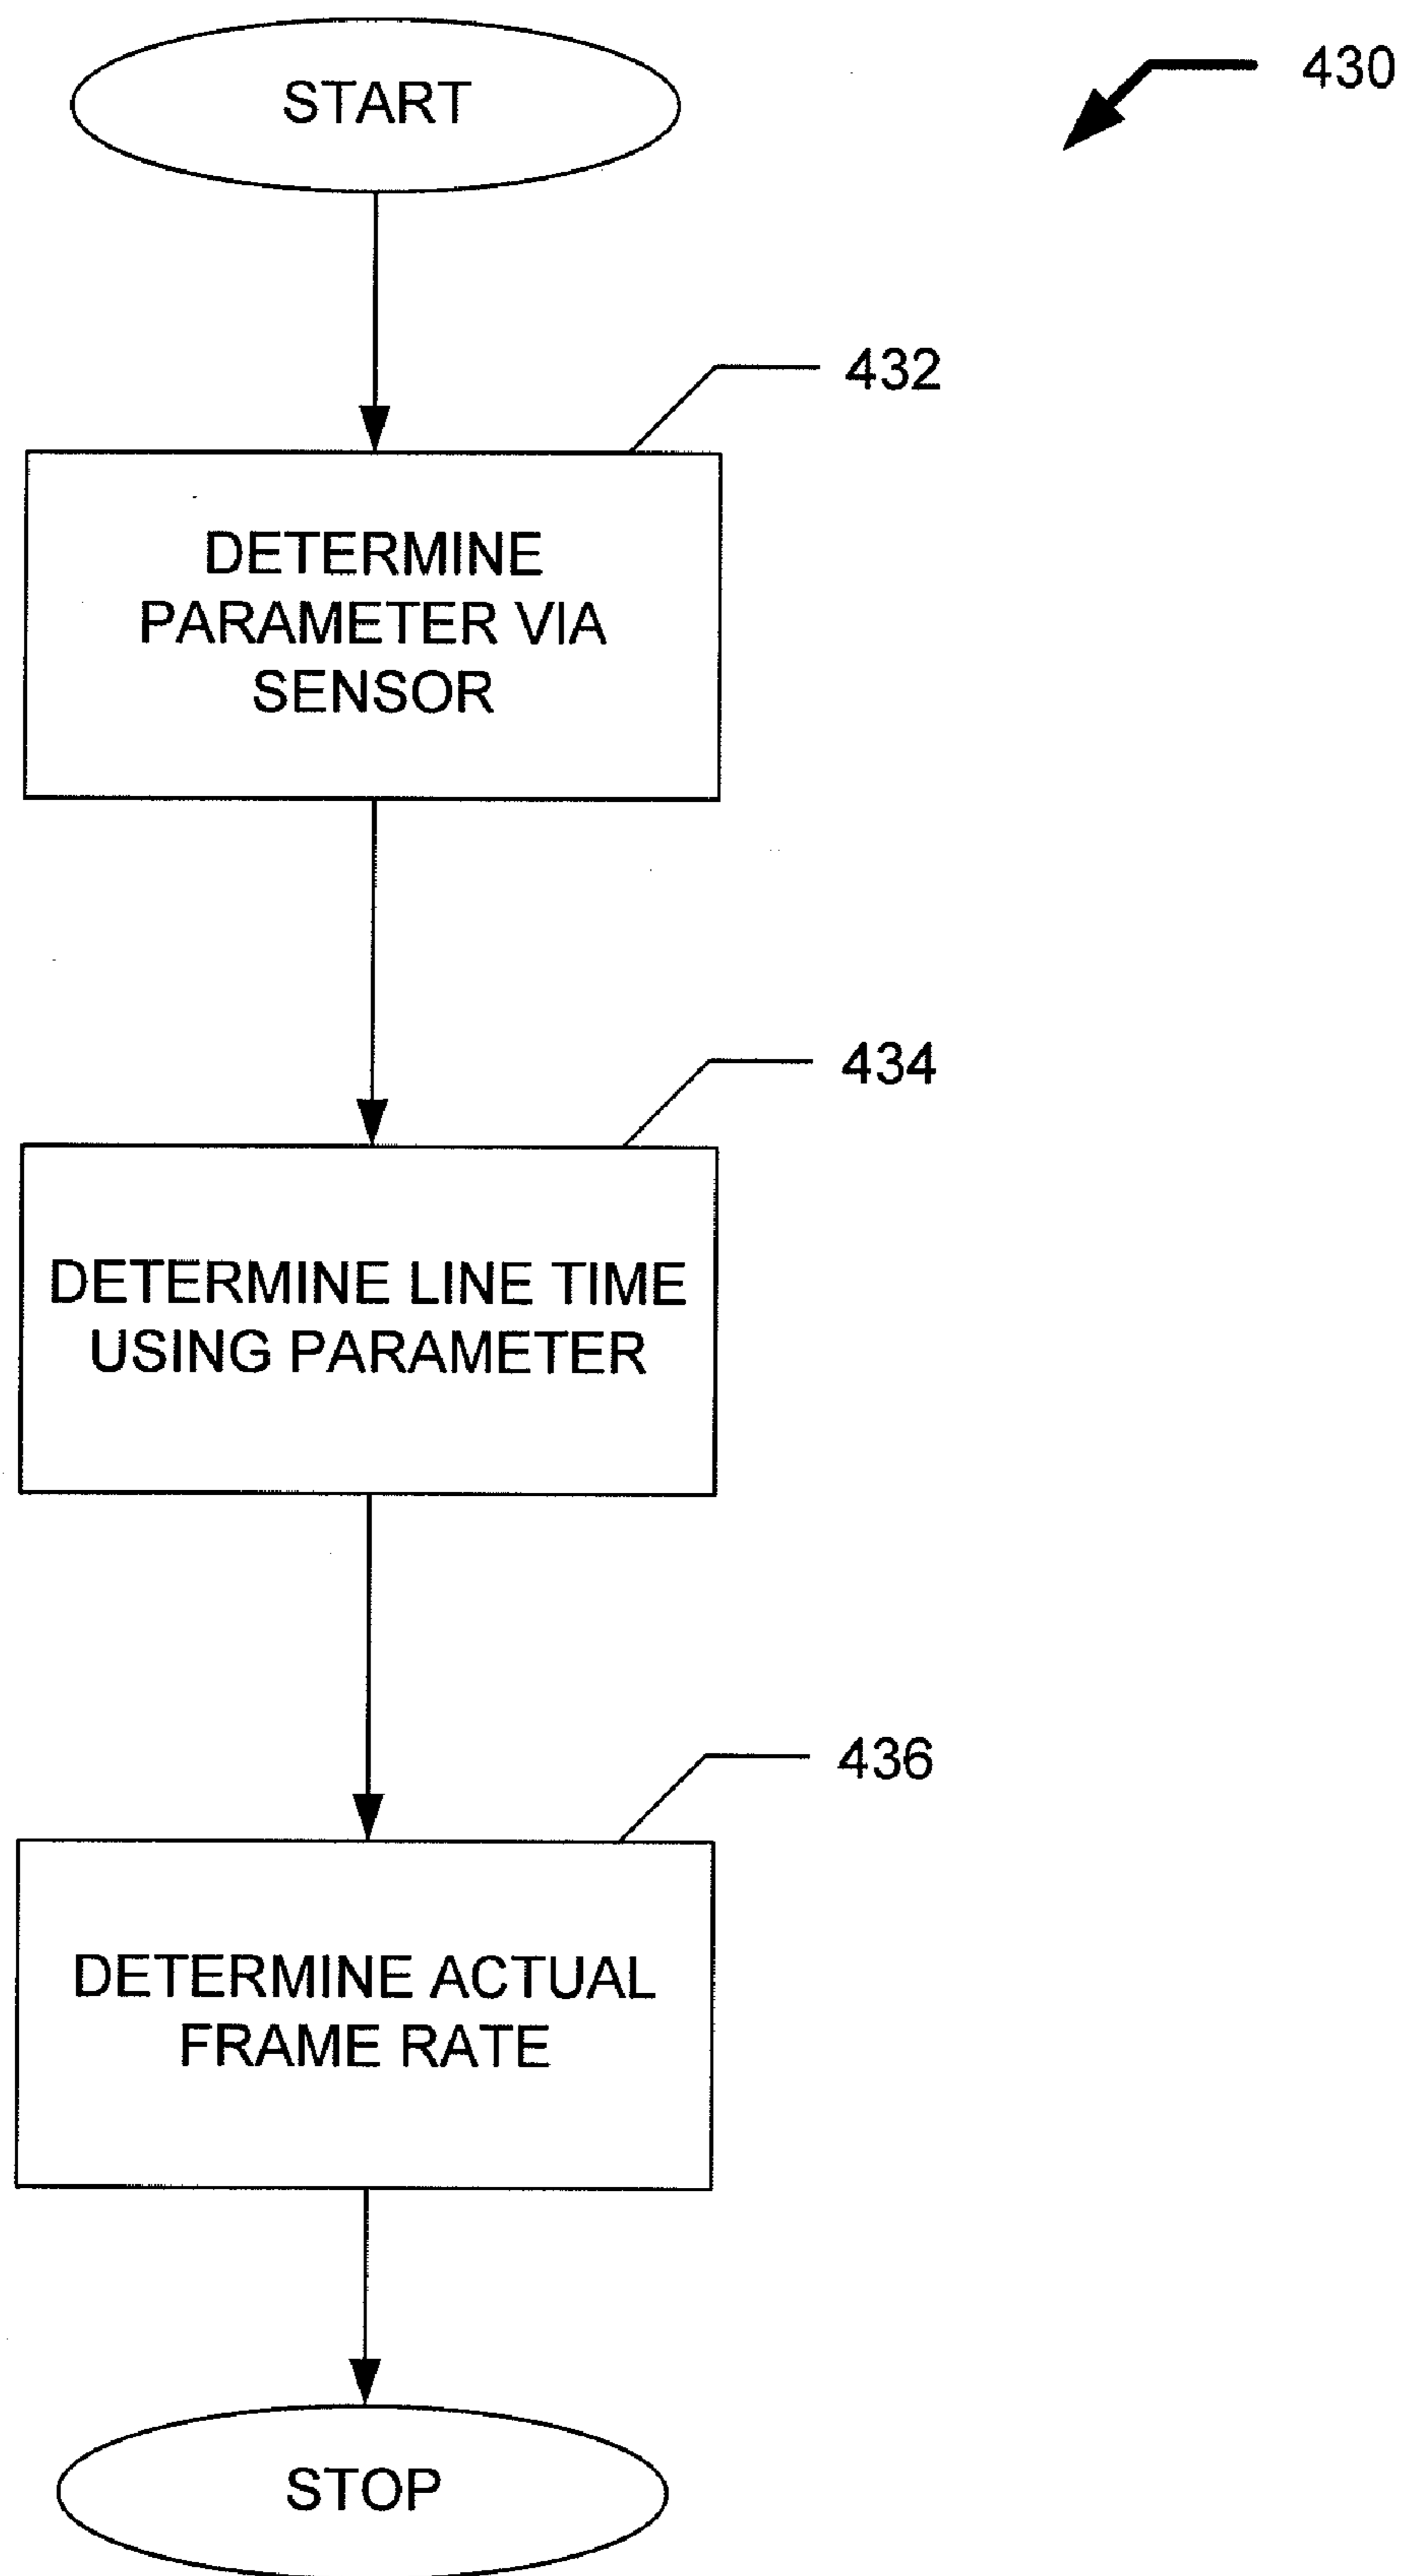 START
430
432
DETERMINE
PARAMETER VIA
SENSOR
434
DETERMINE LINE TIME
USING PARAMETER
436
DETERMINE ACTUAL
FRAME RATE
STOP